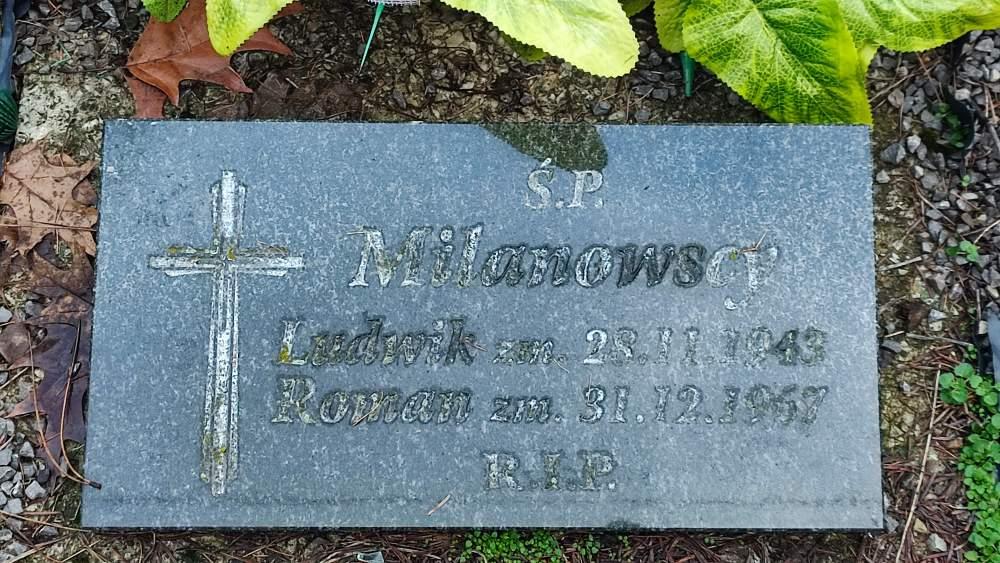 Ś.P.
Milanowscy
Ludwik zm. 28.11.1943
Roman zm. 31.12.1967
R.I.P.